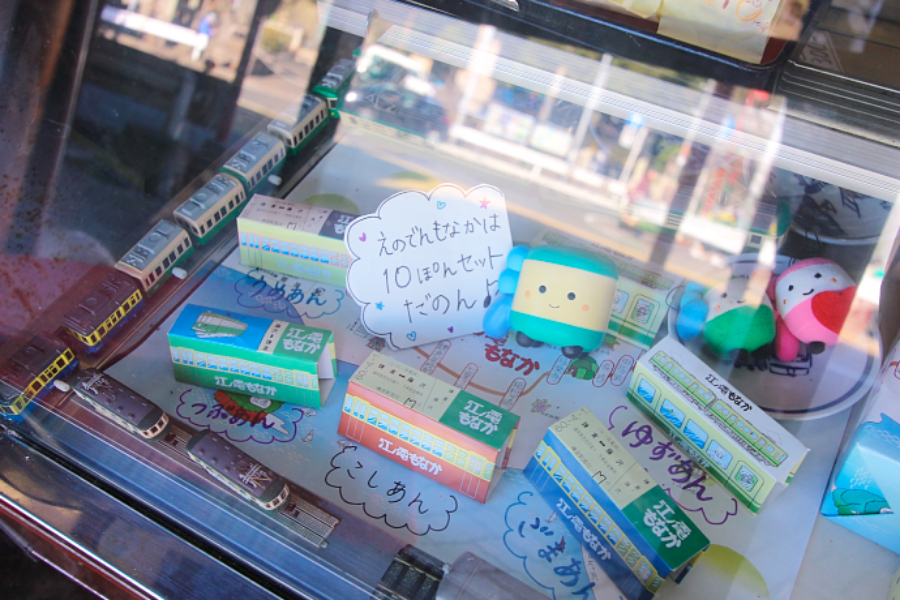 えのでんもなかは
10ぽんセット
だのん♪
うめあん
江ノ電
もなか
江ノ電もなか
つぶあん
もなか
江ノ電
もなか
江ノ電もなか
こしあん
江ノ電もなか
ゆずあん
江ノ電
もなか
江ノ電もなか
ごまあん